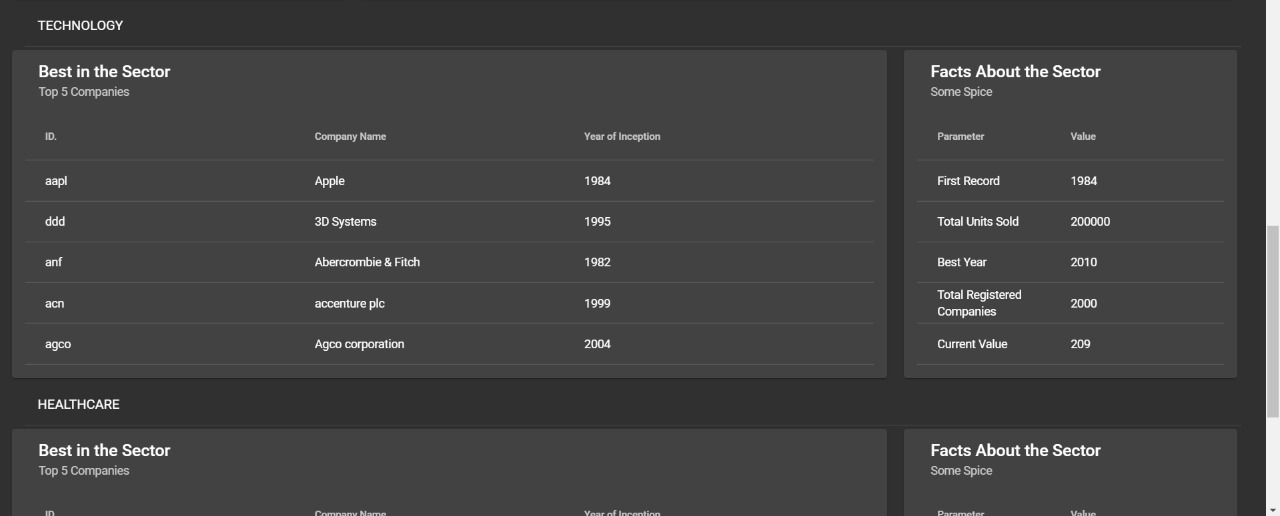 TECHNOLOGY
Best in the Sector
Top 5 Companies
ID. Company Name Year of Inception
aapl Apple 1984
ddd 3D Systems 1995
anf Abercrombie & Fitch 1982
acn accenture plc 1999
agco Agco corporation 2004
Facts About the Sector
Some Spice
Parameter Value
First Record 1984
Total Units Sold 200000
Best Year 2010
Total Registered
Companies 2000
Current Value 209
HEALTHCARE
Best in the Sector
Top 5 Companies
ID. Company Name Year of Inception
Facts About the Sector
Some Spice
Parameter Value